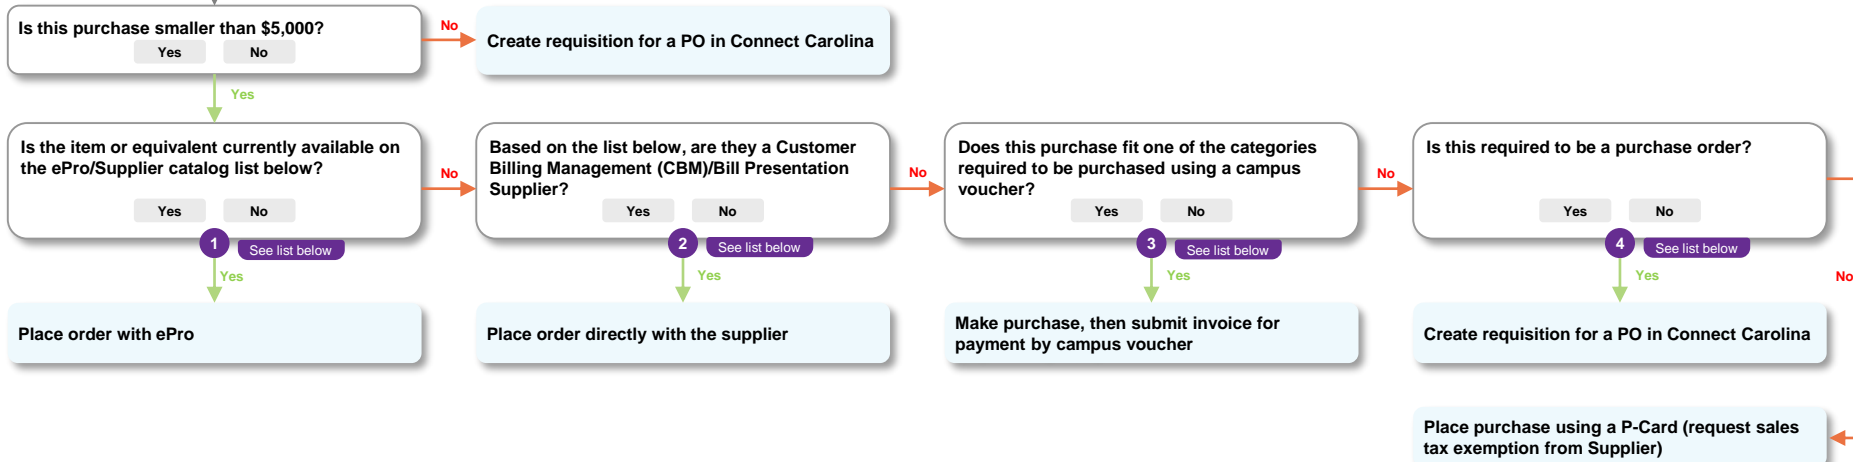 Is this purchase smaller than $5,000?
Yes No
No
Create requisition for a PO in Connect Carolina
Yes
Is the item or equivalent currently available on
the ePro/Supplier catalog list below?
Yes No
1 See list below
No
Based on the list below, are they a Customer
Billing Management (CBM)/Bill Presentation
Supplier?
Yes No
2 See list below
No
Does this purchase fit one of the categories
required to be purchased using a campus
voucher?
Yes No
3 See list below
No
Is this required to be a purchase order?
Yes No
4 See list below
Yes
Yes
Yes
Yes
No
Place order with ePro
Place order directly with the supplier
Make purchase, then submit invoice for
payment by campus voucher
Create requisition for a PO in Connect Carolina
Place purchase using a P-Card (request sales
tax exemption from Supplier)